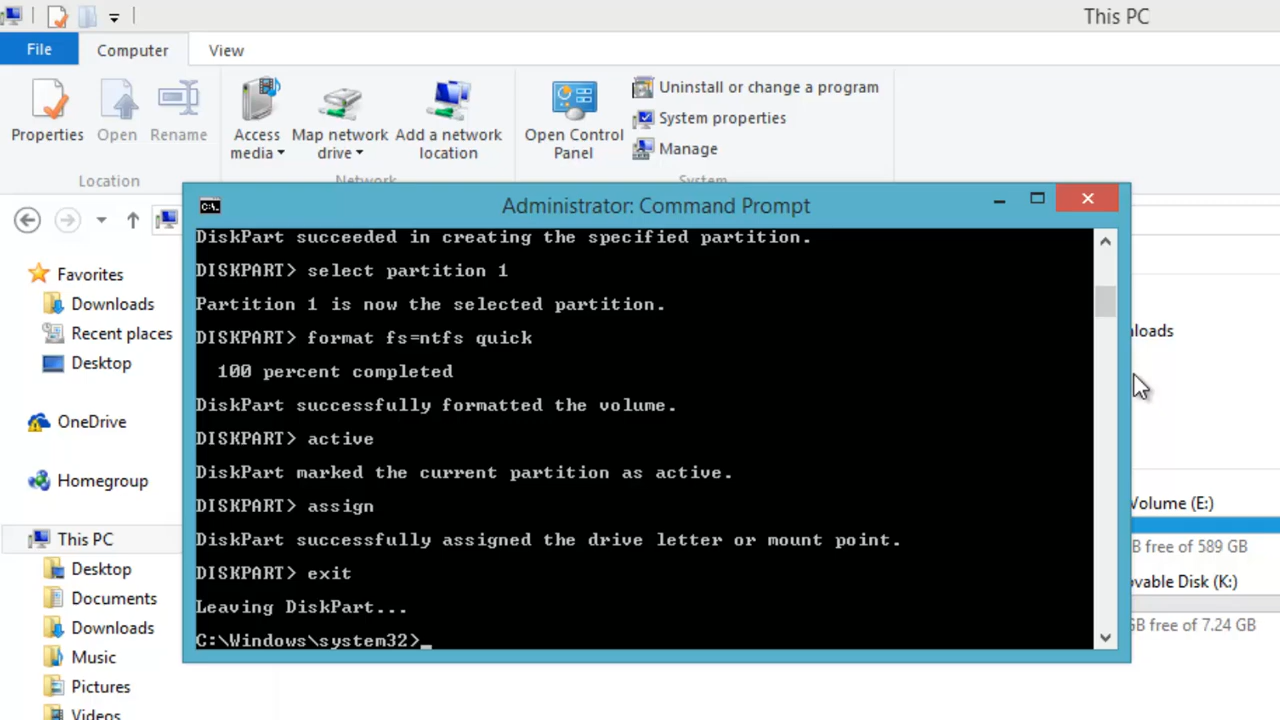 This PC
File
Computer
View
Properties
Open
Rename
Access media
Map network drive
Add a network location
Open Control Panel
Uninstall or change a program
System properties
Manage
Location
Network
System
Administrator: Command Prompt
C:\.
DiskPart succeeded in creating the specified partition.
DISKPART> select partition 1
Partition 1 is now the selected partition.
DISKPART> format fs=ntfs quick
100 percent completed
DiskPart successfully formatted the volume.
DISKPART> active
DiskPart marked the current partition as active.
DISKPART> assign
DiskPart successfully assigned the drive letter or mount point.
DISKPART> exit
Leaving DiskPart...
C:\Windows\system32>_
Favorites
Downloads
Recent places
Desktop
OneDrive
Homegroup
This PC
Desktop
Documents
Downloads
Music
Pictures
Videos
nloads
Volume (E:)
B free of 589 GB
ovable Disk (K:)
GB free of 7.24 GB